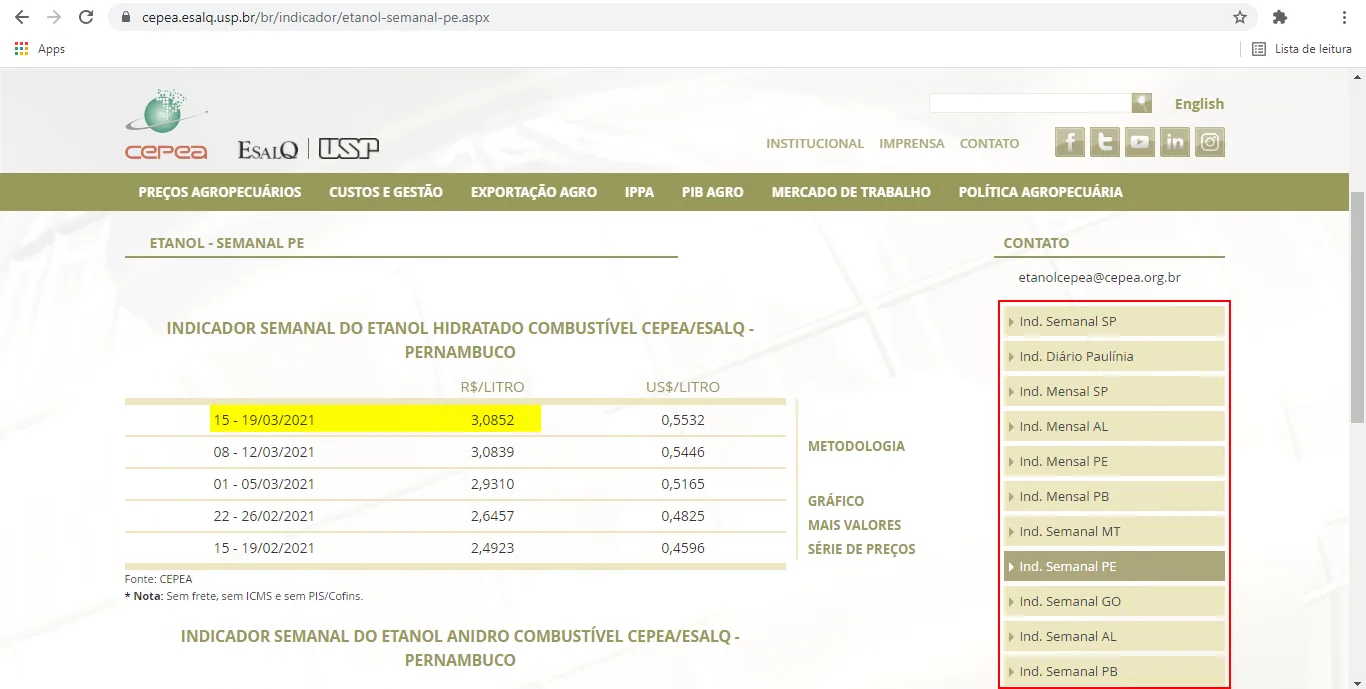 cepea.esalq.usp.br/br/indicador/etanol-semanal-pe.aspx
Apps
Lista de leitura
English
cepea
ESALQ | USP
INSTITUCIONAL IMPRENSA CONTATO
PREÇOS AGROPECUÁRIOS CUSTOS E GESTÃO EXPORTAÇÃO AGRO IPPA PIB AGRO MERCADO DE TRABALHO POLÍTICA AGROPECUÁRIA
ETANOL - SEMANAL PE
INDICADOR SEMANAL DO ETANOL HIDRATADO COMBUSTÍVEL CEPEA/ESALQ -
PERNAMBUCO
R$/LITRO US$/LITRO
15 - 19/03/2021 3,0852 0,5532
08 - 12/03/2021 3,0839 0,5446
01 - 05/03/2021 2,9310 0,5165
22 - 26/02/2021 2,6457 0,4825
15 - 19/02/2021 2,4923 0,4596
METODOLOGIA
GRÁFICO
MAIS VALORES
SÉRIE DE PREÇOS
Fonte: CEPEA
* Nota: Sem frete, sem ICMS e sem PIS/Cofins.
INDICADOR SEMANAL DO ETANOL ANIDRO COMBUSTÍVEL CEPEA/ESALQ -
PERNAMBUCO
CONTATO
etanolcepea@cepea.org.br
Ind. Semanal SP
Ind. Diário Paulínia
Ind. Mensal SP
Ind. Mensal AL
Ind. Mensal PE
Ind. Mensal PB
Ind. Semanal MT
Ind. Semanal PE
Ind. Semanal GO
Ind. Semanal AL
Ind. Semanal PB